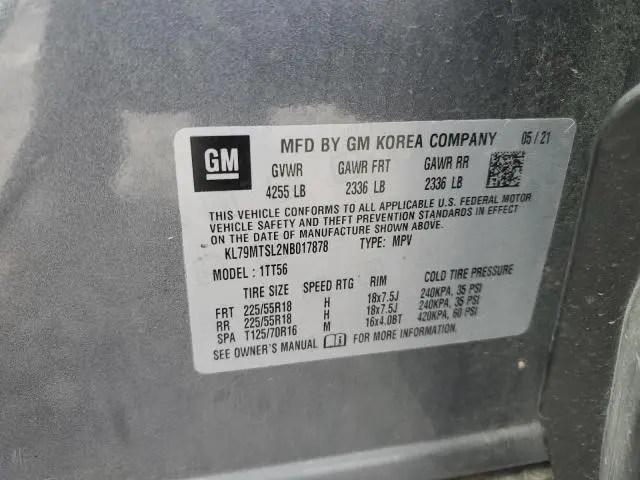 GM
MFD BY GM KOREA COMPANY 05/21
GVWR GAWR FRT GAWR RR
4255 LB 2336 LB 2336 LB
THIS VEHICLE CONFORMS TO ALL APPLICABLE U.S. FEDERAL MOTOR
VEHICLE SAFETY AND THEFT PREVENTION STANDARDS IN EFFECT
ON THE DATE OF MANUFACTURE SHOWN ABOVE.
KL79MTSL2NB017878 TYPE: MPV
MODEL: 1TT56
TIRE SIZE SPEED RTG RIM COLD TIRE PRESSURE
FRT 225/55R18 H 18x7.5J 240KPA, 35 PSI
RR 225/55R18 H 18x7.5J 240KPA, 35 PSI
SPA T125/70R16 M 16x4.0BT 420KPA, 60 PSI
SEE OWNER'S MANUAL FOR MORE INFORMATION.